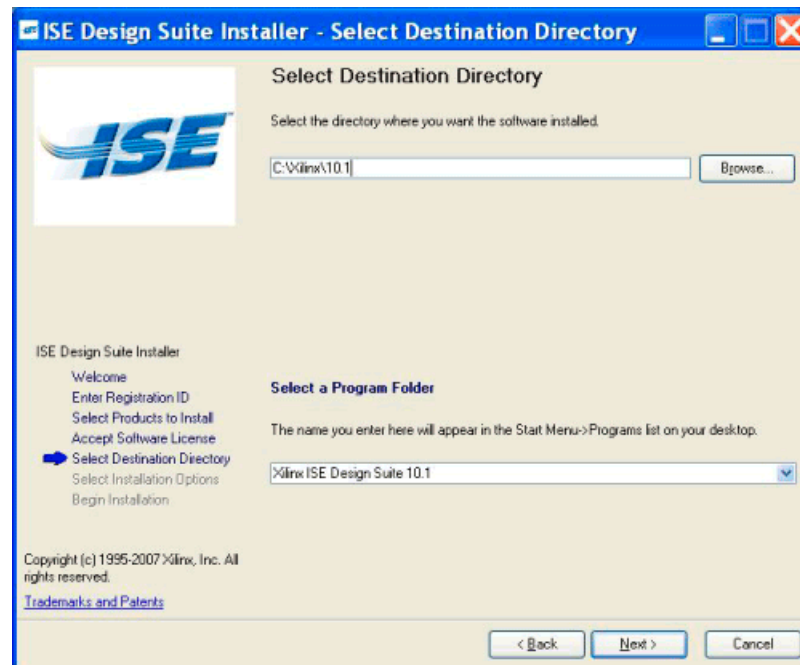 ISE Design Suite Installer - Select Destination Directory
ISE
Select Destination Directory
Select the directory where you want the software installed.
C:\Xilinx\10.1
Browse...
ISE Design Suite Installer
Welcome
Enter Registration ID
Select Products to Install
Accept Software License
Select Destination Directory
Select Installation Options
Begin Installation
Select a Program Folder
The name you enter here will appear in the Start Menu->Programs list on your desktop.
Xilinx ISE Design Suite 10.1
Copyright (c) 1995-2007 Xilinx, Inc. All
rights reserved.
Trademarks and Patents
< Back
Next >
Cancel